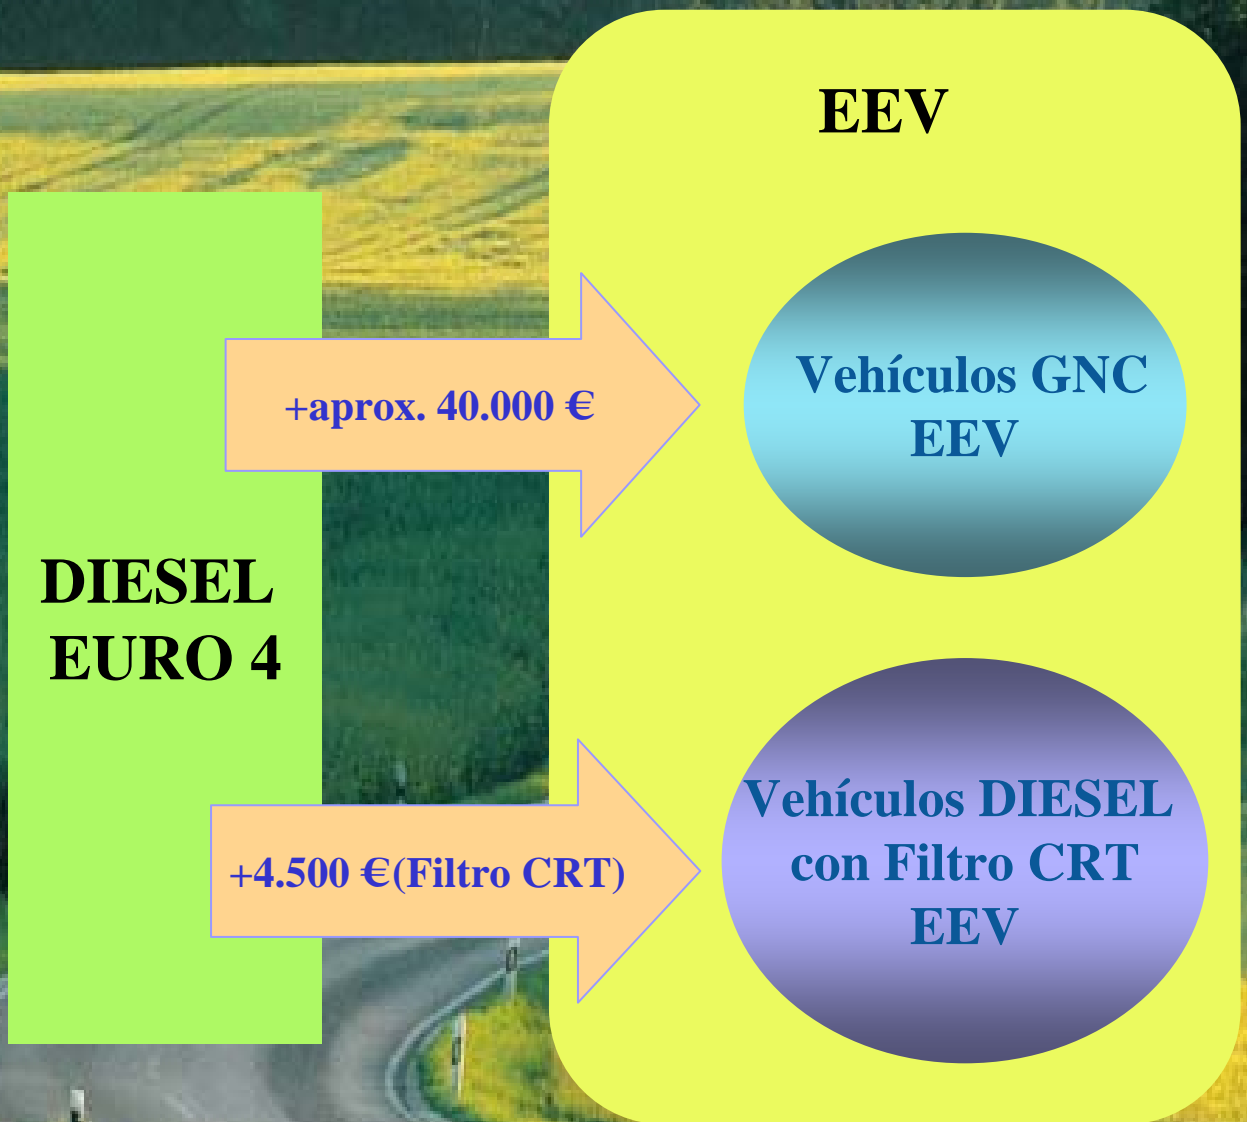 EEV
Vehículos GNC
EEV
+aprox. 40.000 €
DIESEL
EURO 4
Vehículos DIESEL
con Filtro CRT
EEV
+4.500 €(Filtro CRT)